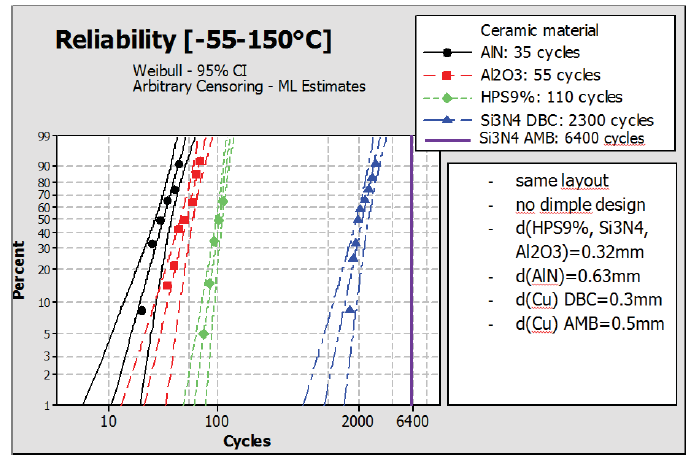 Reliability [-55-150°C]
Weibull - 95% CI
Arbitrary Censoring - ML Estimates
Ceramic material
AlN: 35 cycles
Al2O3: 55 cycles
HPS9%: 110 cycles
Si3N4 DBC: 2300 cycles
Si3N4 AMB: 6400 cycles
- same layout
- no dimple design
- d(HPS9%, Si3N4,
Al2O3)=0.32mm
- d(AlN)=0.63mm
- d(Cu) DBC=0.3mm
- d(Cu) AMB=0.5mm
Percent
99
90
80
70
60
50
40
30
20
10
5
3
2
1
10
100
2000
6400
Cycles